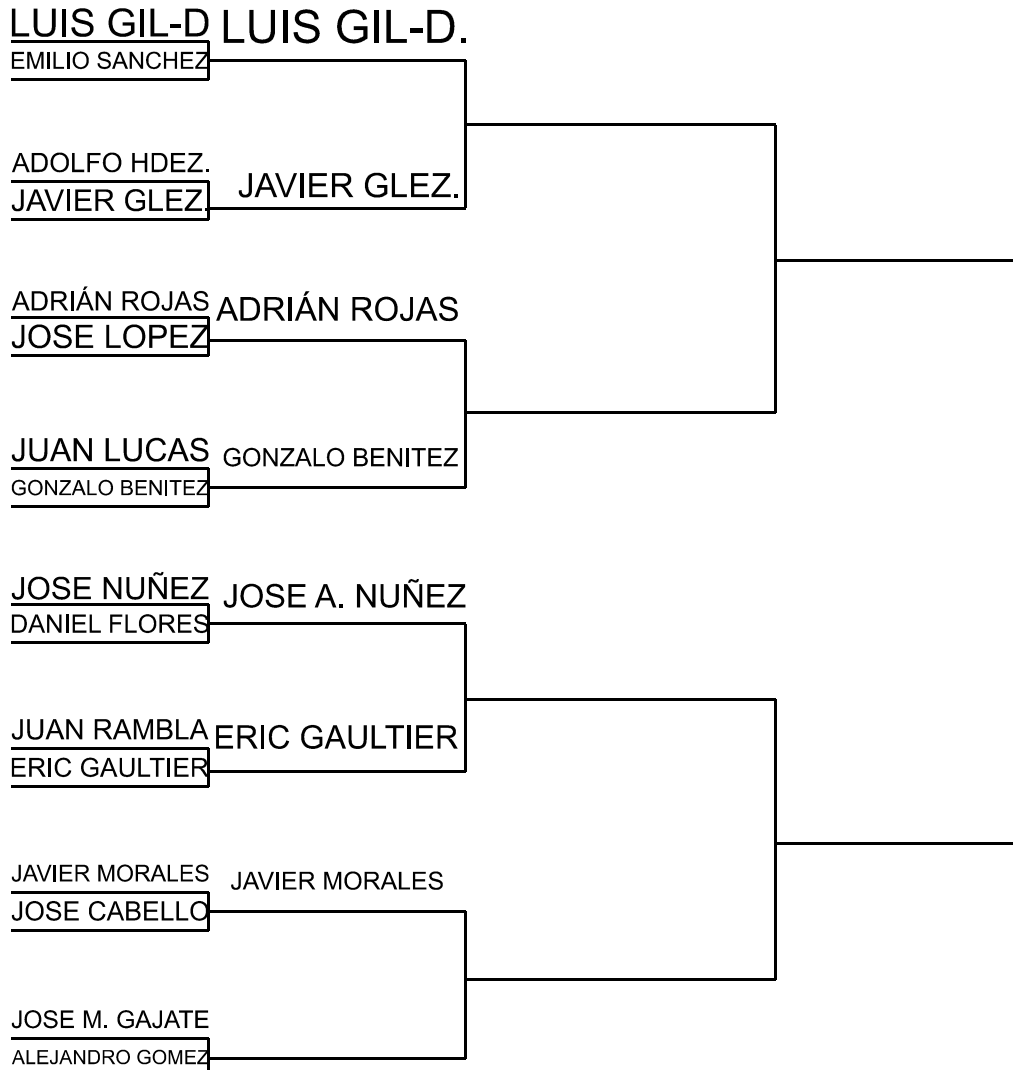 LUIS GIL-D
LUIS GIL-D.
EMILIO SANCHEZ
ADOLFO HDEZ.
JAVIER GLEZ.
JAVIER GLEZ.
ADRIÁN ROJAS
ADRIÁN ROJAS
JOSE LOPEZ
JUAN LUCAS
GONZALO BENITEZ
GONZALO BENITEZ
JOSE NUÑEZ
JOSE A. NUÑEZ
DANIEL FLORES
JUAN RAMBLA
ERIC GAULTIER
ERIC GAULTIER
JAVIER MORALES
JAVIER MORALES
JOSE CABELLO
JOSE M. GAJATE
ALEJANDRO GOMEZ